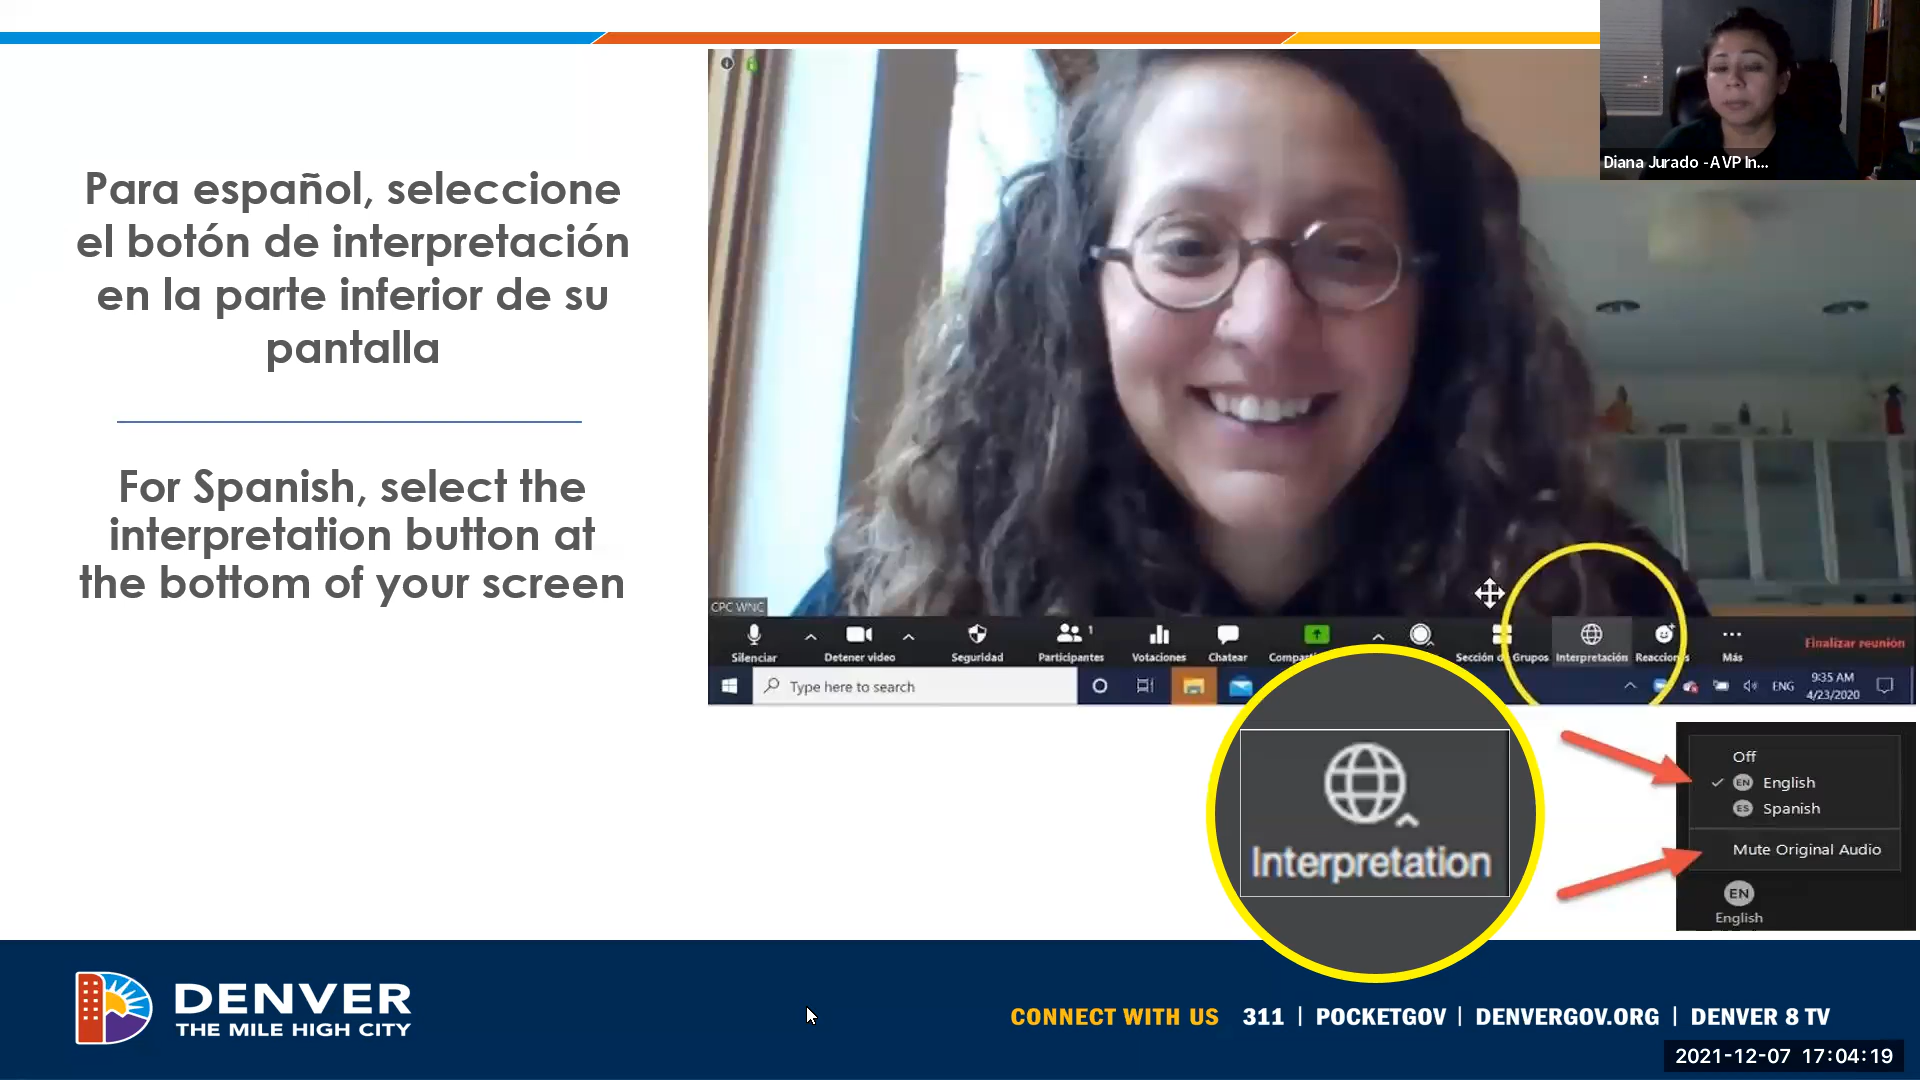 Diana Jurado - AVP In...
Para español, seleccione
el botón de interpretación
en la parte inferior de su
pantalla
For Spanish, select the
interpretation button at
the bottom of your screen
CPC WNC
1
Silenciar
Detener video
Seguridad
Participantes
Votaciones
Chatear
Sección
Grupos
Interpretación
Más
Finalizar reunión
Type here to search
ENG
9:35 AM
4/23/2020
Interpretation
Off
EN English
ES Spanish
Mute Original Audio
EN
English
DENVER
THE MILE HIGH CITY
CONNECT WITH US 311 | POCKETGOV | DENVERGOV.ORG | DENVER 8 TV
2021-12-07 17:04:19